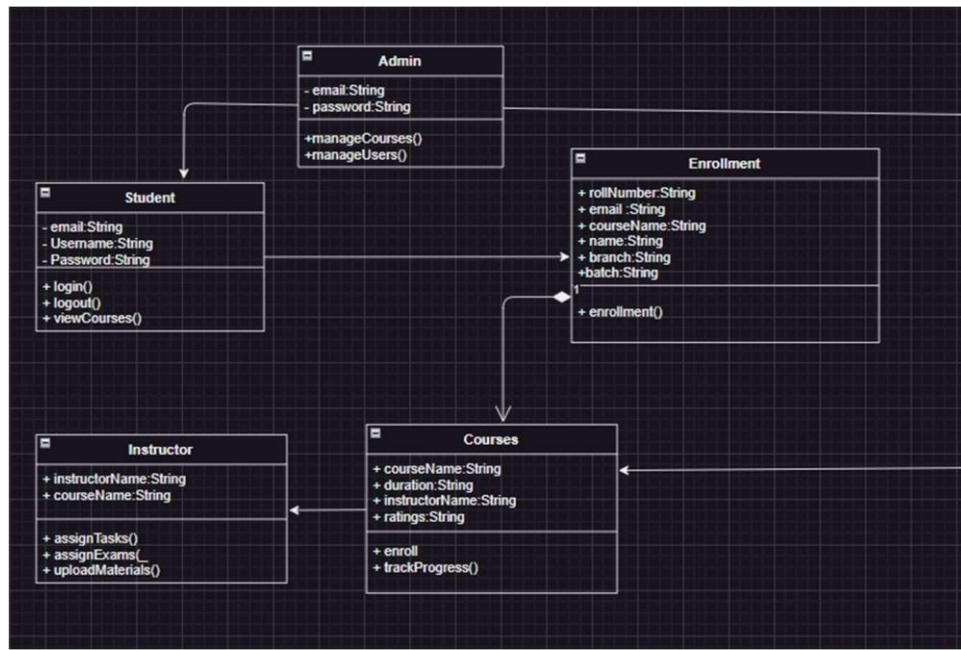 Admin
- email:String
- password:String
+manageCourses()
+manageUsers()
Enrollment
+ rollNumber:String
+ email :String
+ courseName:String
+ name:String
+ branch:String
+batch:String
1
+ enrollment()
Student
- email:String
- Username:String
- Password:String
+ login()
+ logout()
+ viewCourses()
Instructor
+ instructorName:String
+ courseName:String
+ assignTasks()
+ assignExams(_
+ uploadMaterials()
Courses
+ courseName:String
+ duration:String
+ instructorName:String
+ ratings:String
+ enroll
+ trackProgress()